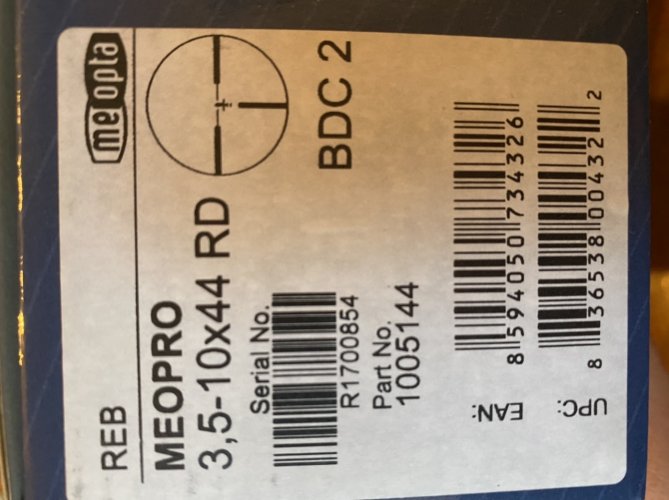 REB
meopta
MEOPRO
3,5-10x44 RD
BDC 2
Serial No.
R1700854
Part No.
1005144
EAN:
8 594050 734326
UPC:
8 36538 00432 2